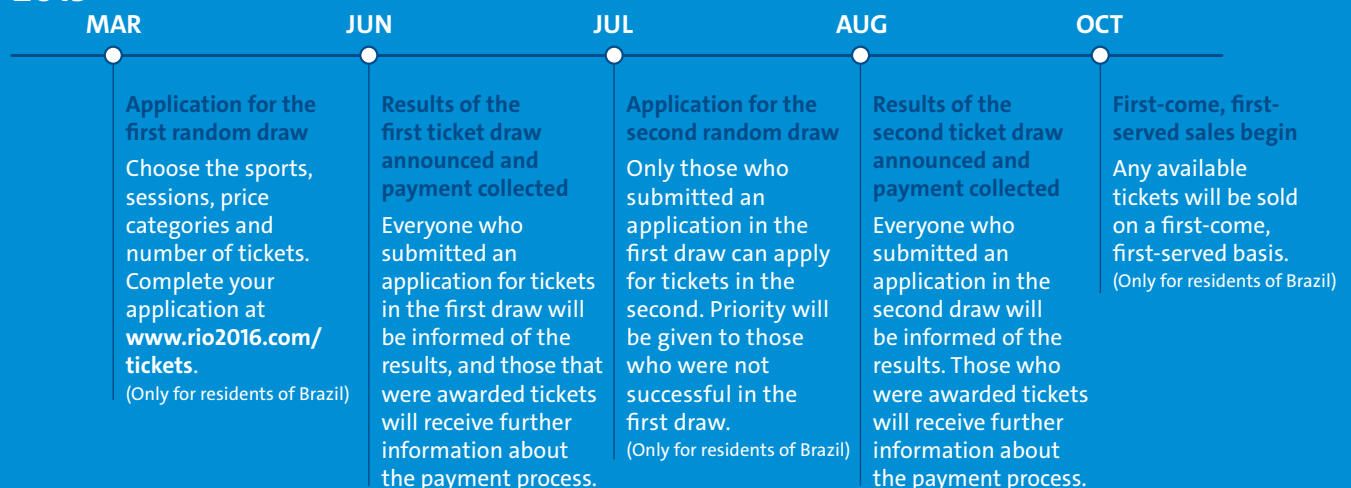 MAR
JUN
JUL
AUG
OCT
Application for the
first random draw
Choose the sports,
sessions, price
categories and
number of tickets.
Complete your
application at
www.rio2016.com/
tickets.
(Only for residents of Brazil)
Results of the
first ticket draw
announced and
payment collected
Everyone who
submitted an
application for tickets
in the first draw will
be informed of the
results, and those that
were awarded tickets
will receive further
information about
the payment process.
Application for the
second random draw
Only those who
submitted an
application in the
first draw can apply
for tickets in the
second. Priority will
be given to those
who were not
successful in the
first draw.
(Only for residents of Brazil)
Results of the
second ticket draw
announced and
payment collected
Everyone who
submitted an
application in the
second draw will
be informed of the
results. Those who
were awarded tickets
will receive further
information about
the payment process.
First-come, first-
served sales begin
Any available
tickets will be sold
on a first-come,
first-served basis.
(Only for residents of Brazil)